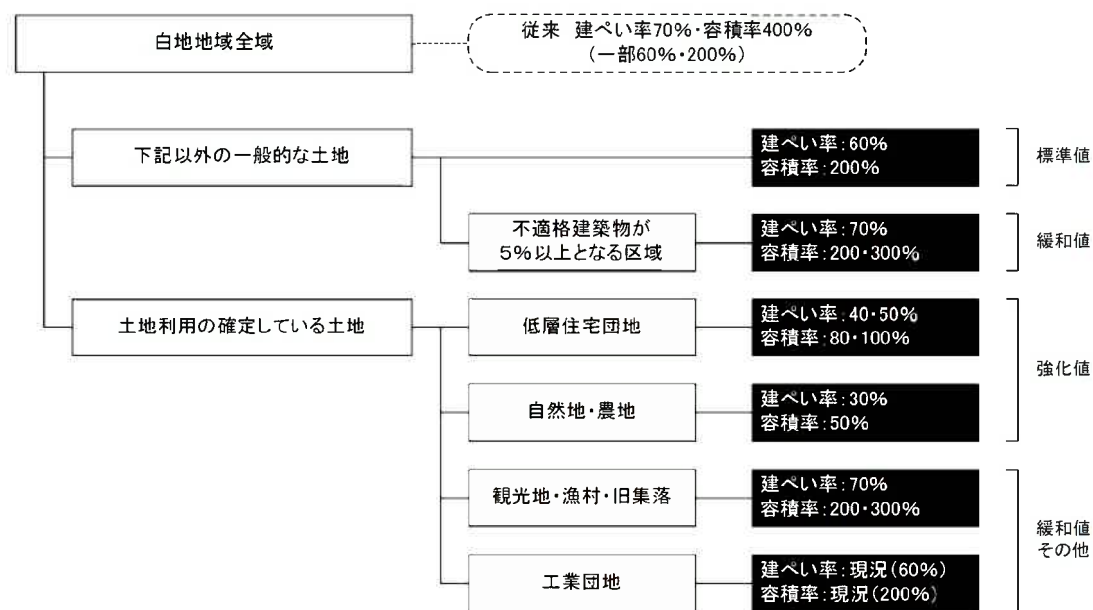 白地地域全域
従来 建ぺい率70%・容積率400%
(一部60%・200%)
下記以外の一般的な土地
建ぺい率:60%
容積率:200%
標準値
不適格建築物が
5%以上となる区域
建ぺい率:70%
容積率:200・300%
緩和値
土地利用の確定している土地
低層住宅団地
建ぺい率:40・50%
容積率:80・100%
強化値
自然地・農地
建ぺい率:30%
容積率:50%
観光地・漁村・旧集落
建ぺい率:70%
容積率:200・300%
緩和値
その他
工業団地
建ぺい率:現況(60%)
容積率:現況(200%)